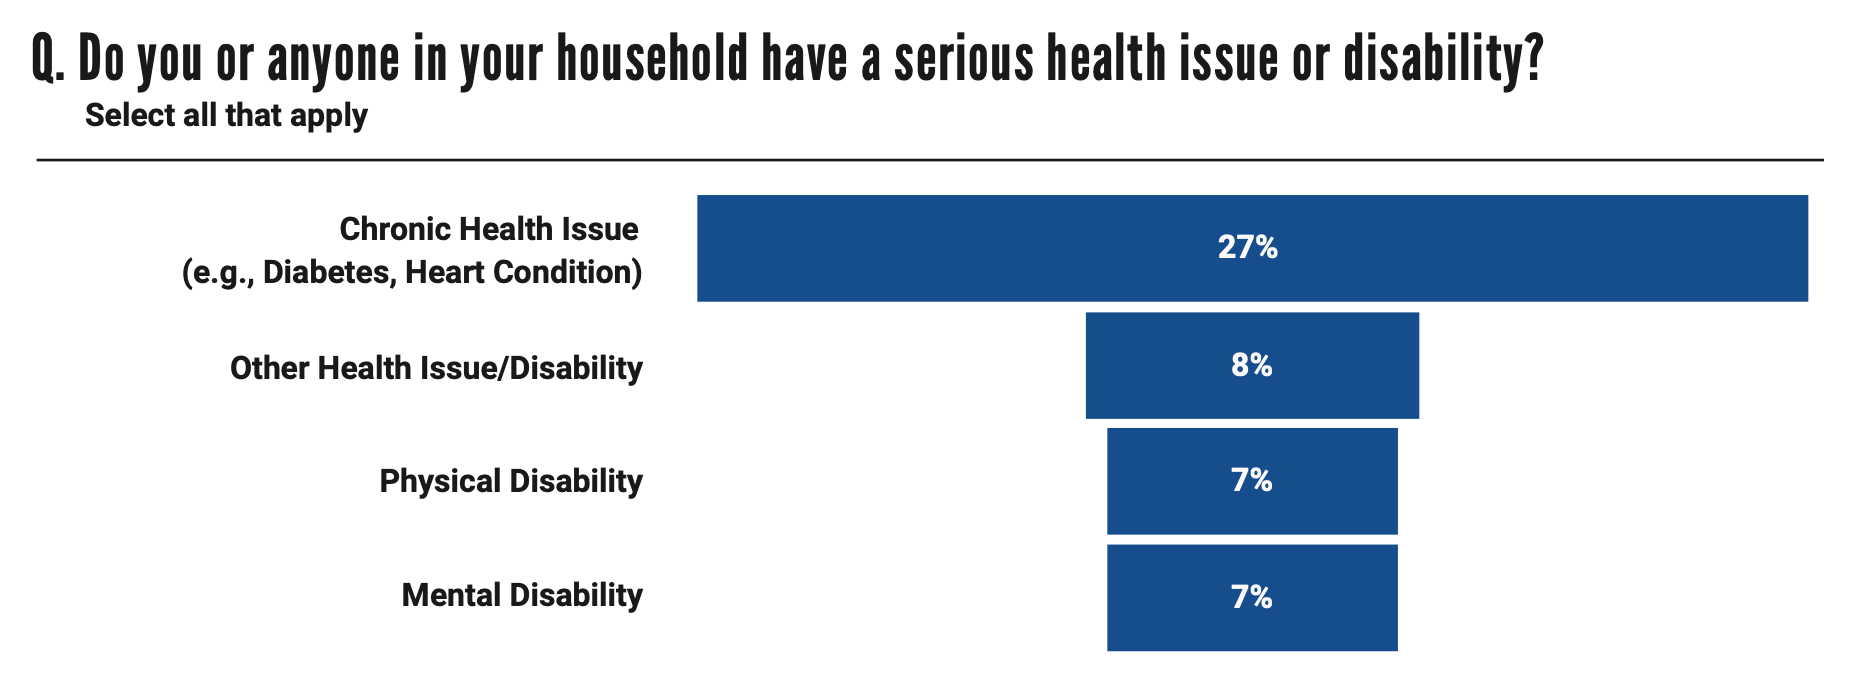 Q. Do you or anyone in your household have a serious health issue or disability?
Select all that apply
Chronic Health Issue
(e.g., Diabetes, Heart Condition)
27%
Other Health Issue/Disability
8%
Physical Disability
7%
Mental Disability
7%